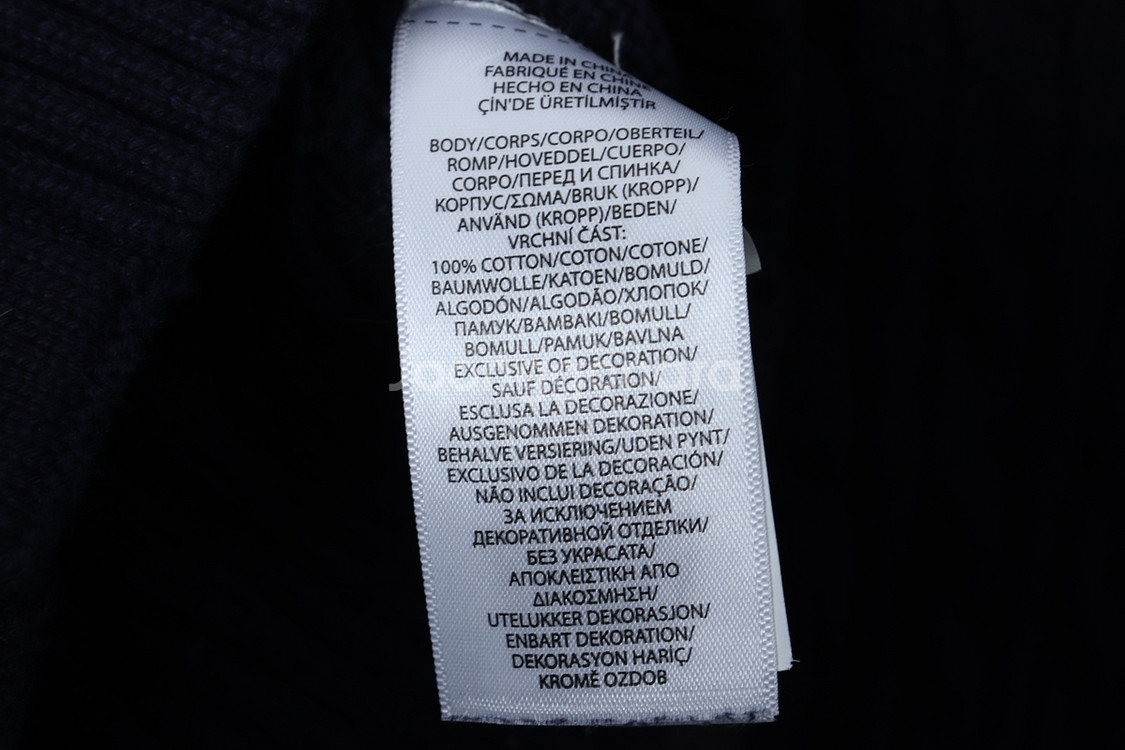 MADE IN CHINA
FABRIQUÉ EN CHINE
HECHO EN CHINA
ÇİN'DE ÜRETİLMİŞTİR
BODY/CORPS/CORPO/OBERTEIL/
ROMP/HOVEDDEL/CUERPO/
CORPO/ПЕРЕД И СПИНКА/
КОРПУС/ΣΩΜΑ/BRUK (KROPP)/
ANVÄND (KROPP)/BEDEN/
VRCHNÍ ČÁST:
100% COTTON/COTON/COTONE/
BAUMWOLLE/KATOEN/BOMULD/
ALGODÓN/ALGODÃO/ХЛОПОК/
ПАМУК/ΒΑΜΒΑΚΙ/BOMULL/
BOMULL/PAMUK/BAVLNA
EXCLUSIVE OF DECORATION/
SAUF DÉCORATION/
ESCLUSA LA DECORAZIONE/
AUSGENOMMEN DEKORATION/
BEHALVE VERSIERING/UDEN PYNT/
EXCLUSIVO DE LA DECORACIÓN/
NÃO INCLUI DECORAÇÃO/
ЗА ИСКЛЮЧЕНИЕМ
ДЕКОРАТИВНОЙ ОТДЕЛКИ/
БЕЗ УКРАСАТА/
ΑΠΟΚΛΕΙΣΤΙΚΗ ΑΠΟ
ΔΙΑΚΟΣΜΗΣΗ/
UTELUKKER DEKORASJON/
ENBART DEKORATION/
DEKORASYON HARİÇ/
KROMĚ OZDOB